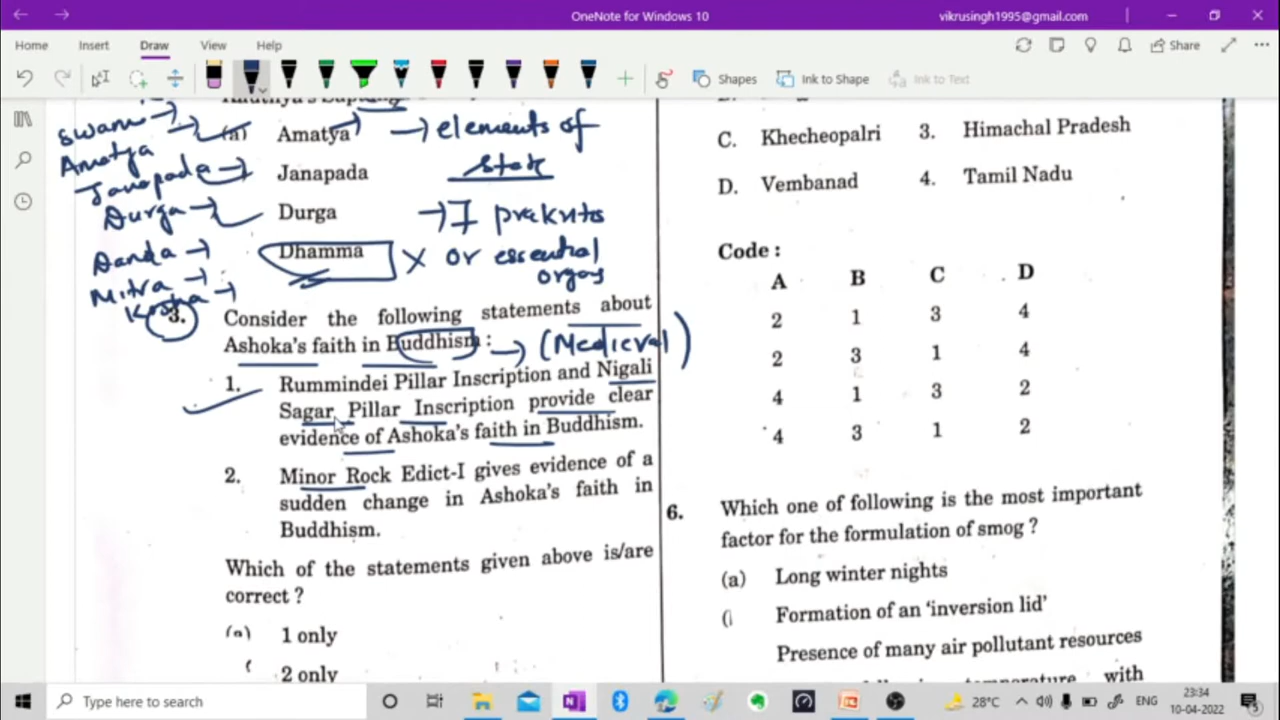 OneNote for Windows 10
vikrusingh1995@gmail.com
Home Insert Draw View Help
Share
Shapes
Ink to Shape
Ink to Text
swami →
Amatya
Janapada →
Durga →
Danda →
Mitra →
Kosha →
(a) Amatya → elements of
state
Janapada
Durga → 7 prakruts
Dhamma X or essential
organs
3. Consider the following statements about
Ashoka's faith in Buddhism : → (Medieval)
1. Rummindei Pillar Inscription and Nigali
Sagar Pillar Inscription provide clear
evidence of Ashoka's faith in Buddhism.
2. Minor Rock Edict-I gives evidence of a
sudden change in Ashoka's faith in
Buddhism.
Which of the statements given above is/are
correct ?
(a) 1 only
( 2 only
C. Khecheopalri 3. Himachal Pradesh
D. Vembanad 4. Tamil Nadu
Code :
A B C D
2 1 3 4
2 3 1 4
4 1 3 2
4 3 1 2
6. Which one of following is the most important
factor for the formulation of smog ?
(a) Long winter nights
( Formation of an 'inversion lid'
Presence of many air pollutant resources
with
Type here to search
28°C
ENG
23:34
10-04-2022